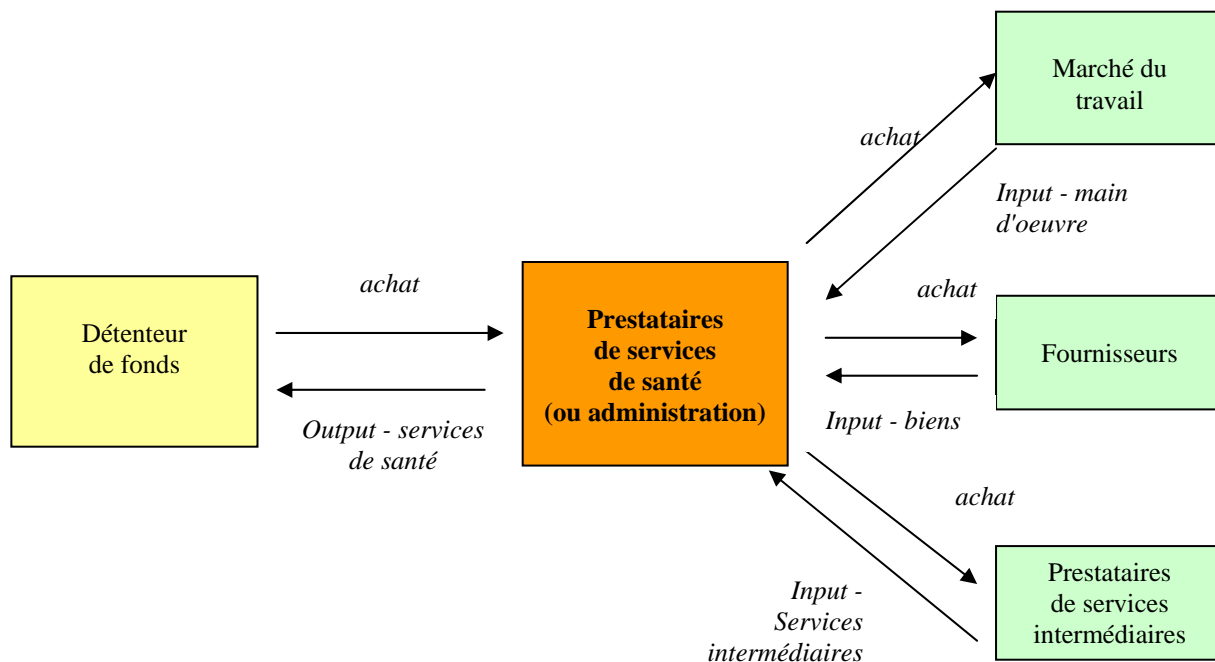 Marché du
travail
achat
Input - main
d'oeuvre
achat
achat
Détenteur
de fonds
Prestataires
de services
de santé
(ou administration)
Fournisseurs
Output - services
de santé
Input - biens
achat
Input -
Services
intermédiaires
Prestataires
de services
intermédiaires